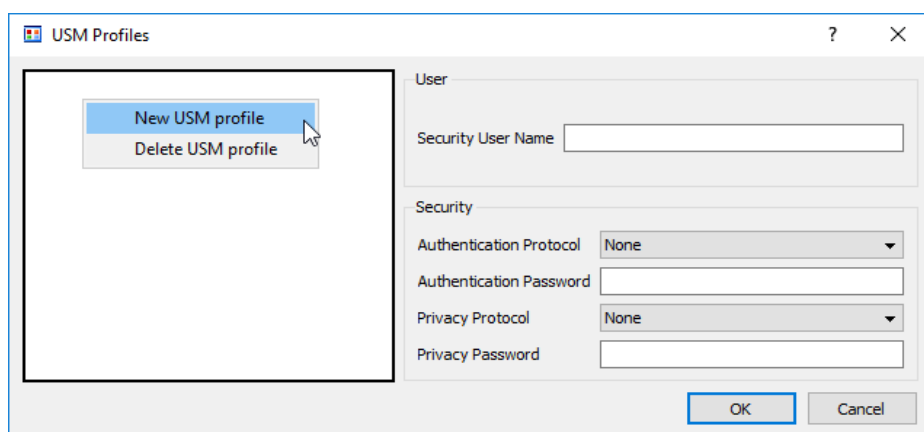 USM Profiles
?
New USM profile
Delete USM profile
User
Security User Name
Security
Authentication Protocol None
Authentication Password
Privacy Protocol None
Privacy Password
OK Cancel